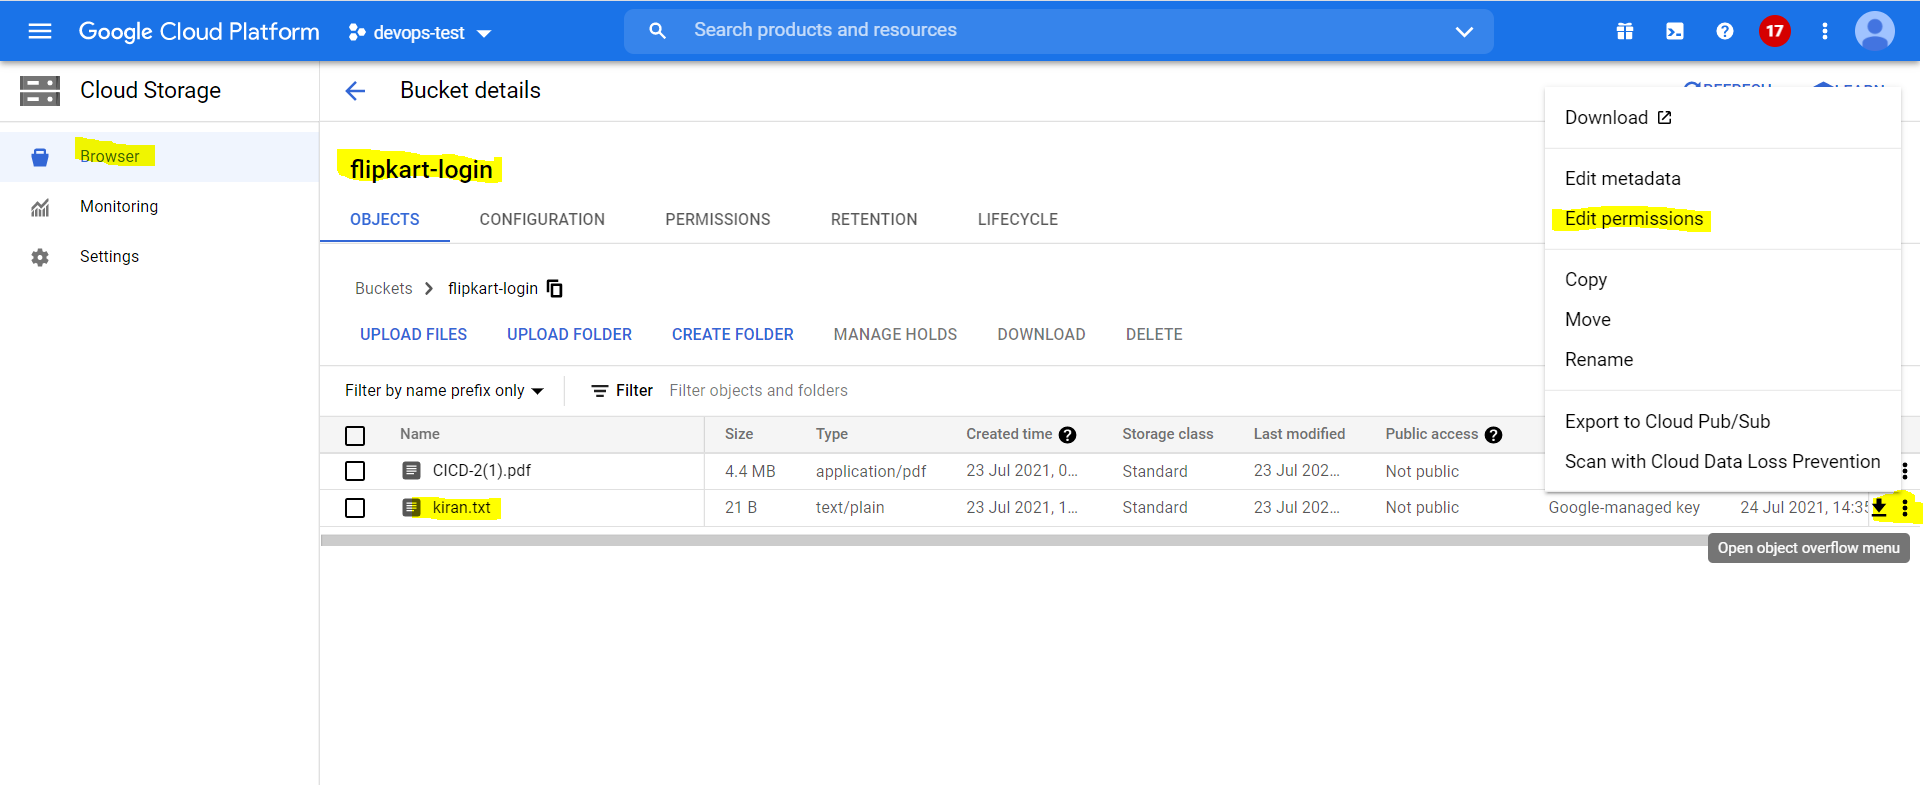 Google Cloud Platform devops-test Search products and resources 17
Cloud Storage Bucket details REFRESH LEARN
Download
Browser
flipkart-login
Edit metadata
Monitoring
OBJECTS CONFIGURATION PERMISSIONS RETENTION LIFECYCLE
Edit permissions
Settings
Copy
Buckets flipkart-login
Move
UPLOAD FILES UPLOAD FOLDER CREATE FOLDER MANAGE HOLDS DOWNLOAD DELETE
Rename
Filter by name prefix only Filter Filter objects and folders
Export to Cloud Pub/Sub
Name Size Type Created time Storage class Last modified Public access
Scan with Cloud Data Loss Prevention
CICD-2(1).pdf 4.4 MB application/pdf 23 Jul 2021, 0... Standard 23 Jul 202... Not public
kiran.txt 21 B text/plain 23 Jul 2021, 1... Standard 23 Jul 202... Not public Google-managed key 24 Jul 2021, 14:35
Open object overflow menu